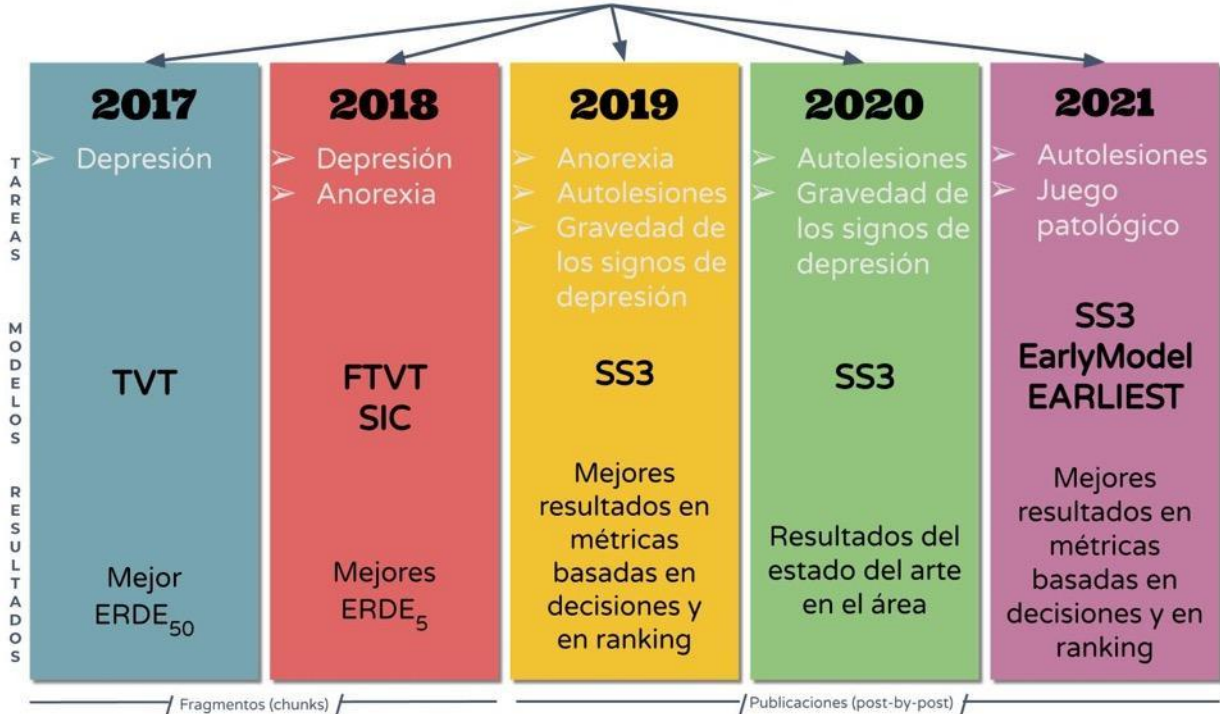 2017
➢ Depresión
TVT
Mejor
ERDE50
2018
➢ Depresión
➢ Anorexia
FTVT
SIC
Mejores
ERDE5
2019
➢ Anorexia
➢ Autolesiones
➢ Gravedad de
los signos de
depresión
SS3
Mejores
resultados en
métricas
basadas en
decisiones y
en ranking
2020
➢ Autolesiones
➢ Gravedad de
los signos de
depresión
SS3
Resultados del
estado del arte
en el área
2021
➢ Autolesiones
➢ Juego
patológico
SS3
EarlyModel
EARLIEST
Mejores
resultados en
métricas
basadas en
decisiones y en
ranking
TAREAS
MODELOS
RESULTADOS
Fragmentos (chunks)
Publicaciones (post-by-post)